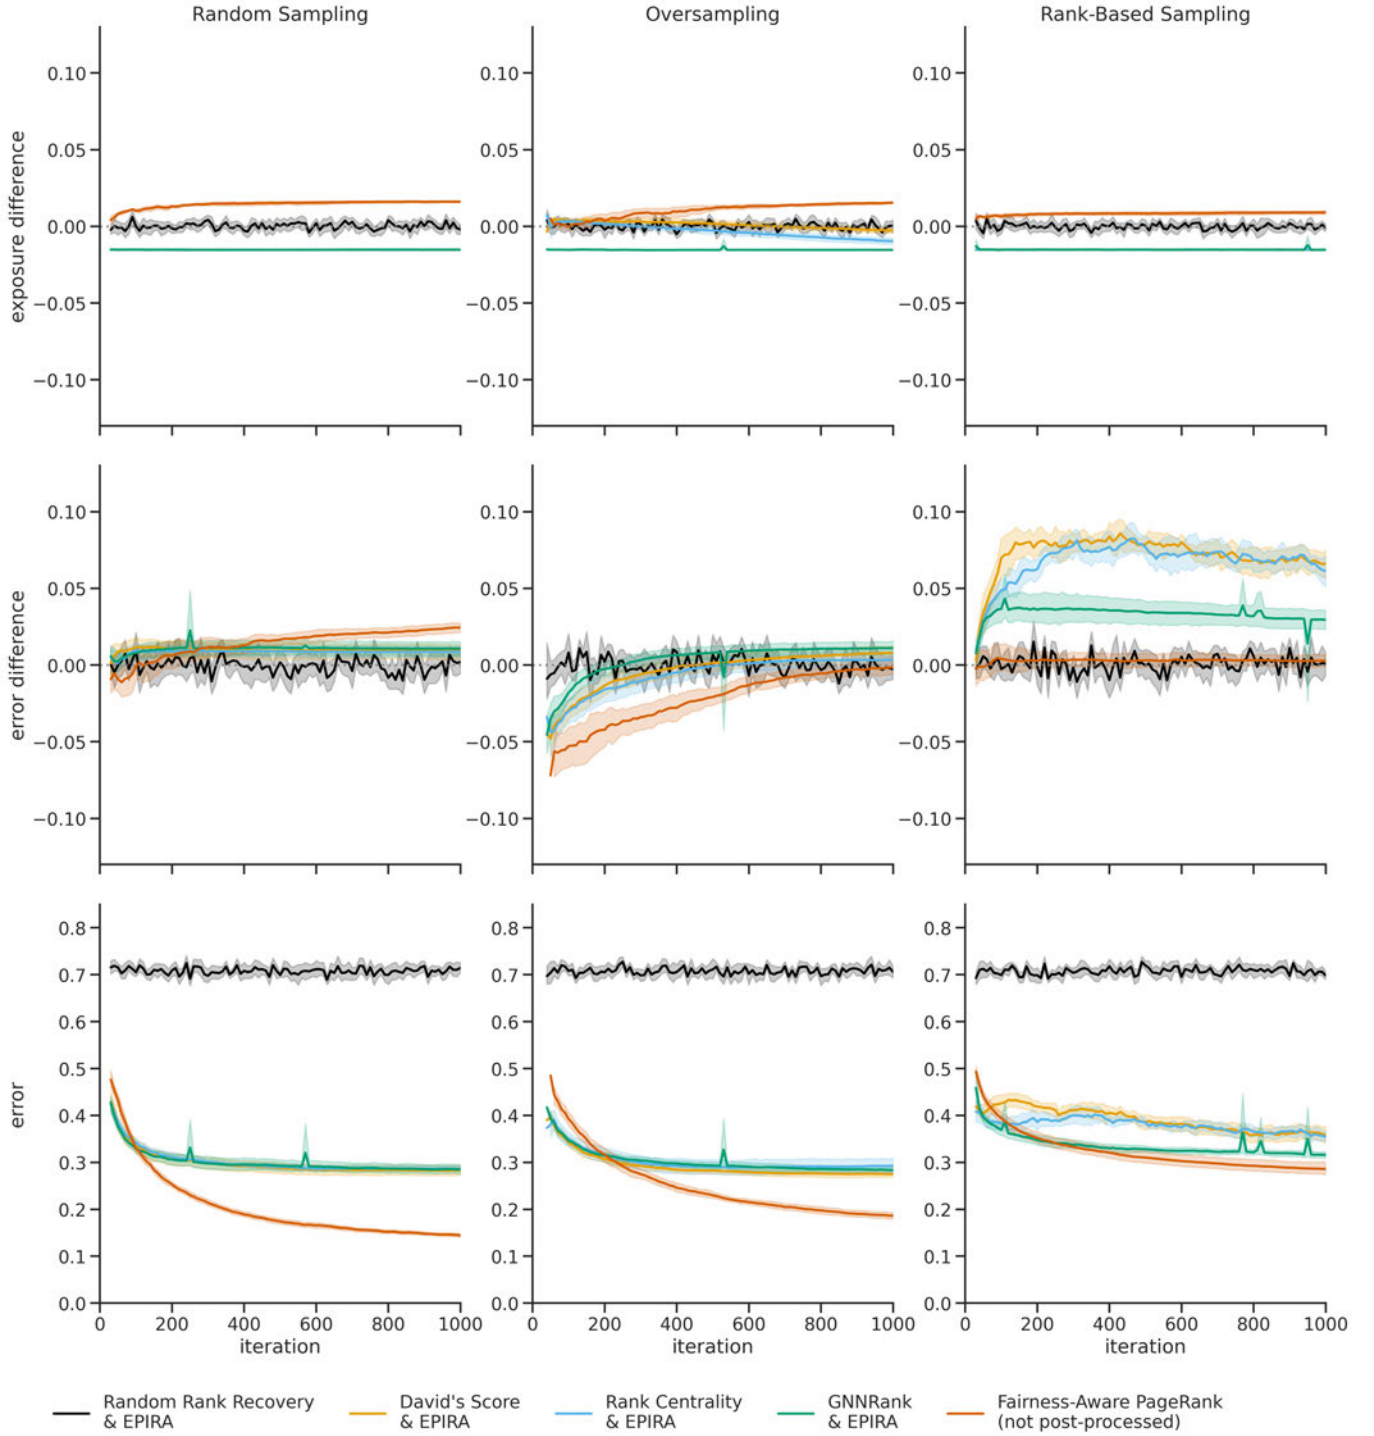 Random Sampling
Oversampling
Rank-Based Sampling
exposure difference
0.10
0.05
0.00
−0.05
−0.10
0.10
0.05
0.00
−0.05
−0.10
0.10
0.05
0.00
−0.05
−0.10
error difference
0.10
0.05
0.00
−0.05
−0.10
0.10
0.05
0.00
−0.05
−0.10
0.10
0.05
0.00
−0.05
−0.10
error
0.8
0.7
0.6
0.5
0.4
0.3
0.2
0.1
0.0
0.8
0.7
0.6
0.5
0.4
0.3
0.2
0.1
0.0
0.8
0.7
0.6
0.5
0.4
0.3
0.2
0.1
0.0
0 200 400 600 800 1000
0 200 400 600 800 1000
0 200 400 600 800 1000
iteration
iteration
iteration
Random Rank Recovery
& EPIRA
David's Score
& EPIRA
Rank Centrality
& EPIRA
GNNRank
& EPIRA
Fairness-Aware PageRank
(not post-processed)